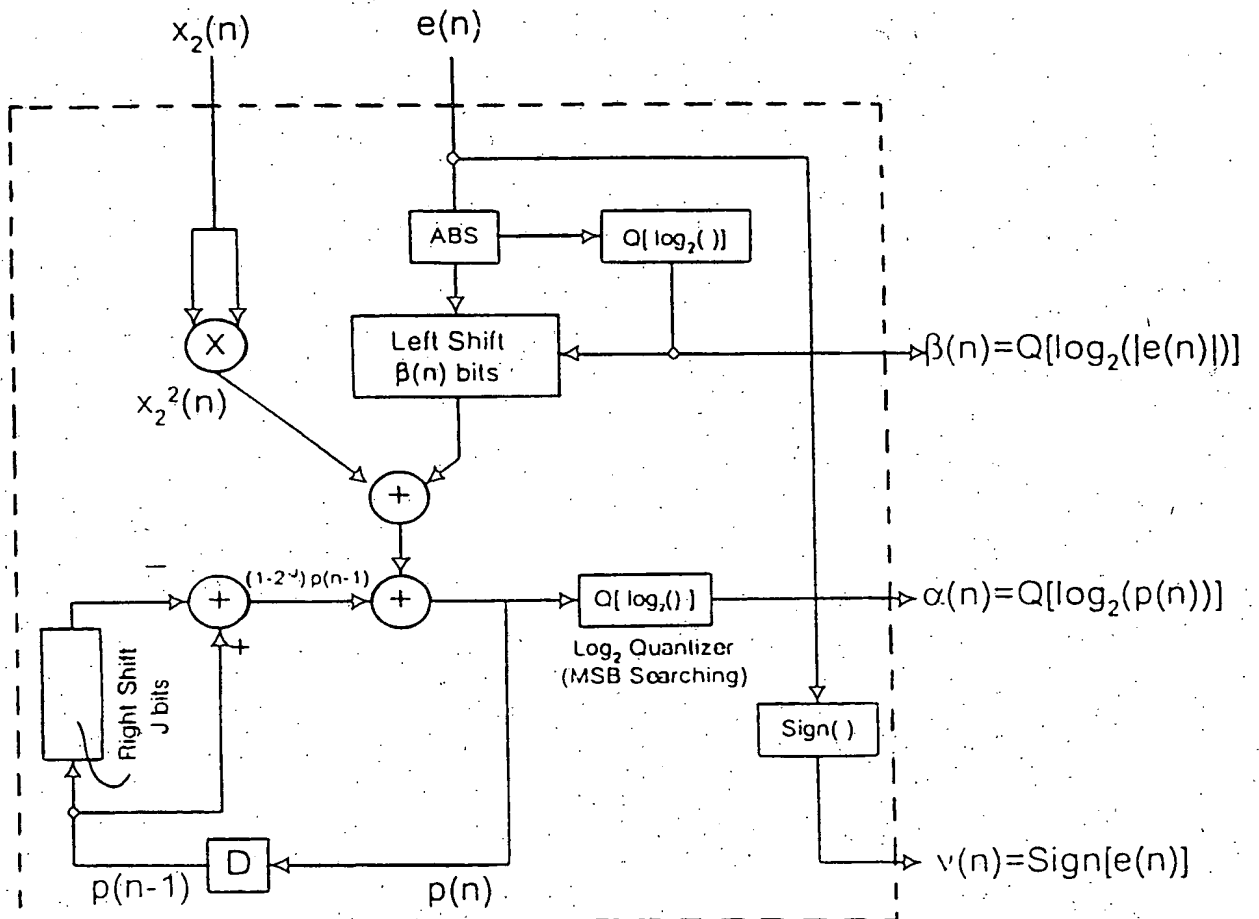 x₂(n)
e(n)
ABS
Q[log₂()]
X
Left Shift
β(n) bits
β(n)=Q[log₂(|e(n)|)]
x₂²(n)
+
−
+
(1-2⁻ᴶ) p(n-1)
+
Q[log₂()]
α(n)=Q[log₂(p(n))]
+
Log₂ Quantizer
(MSB Searching)
Right Shift
J bits
Sign( )
D
p(n-1)
p(n)
ν(n)=Sign[e(n)]